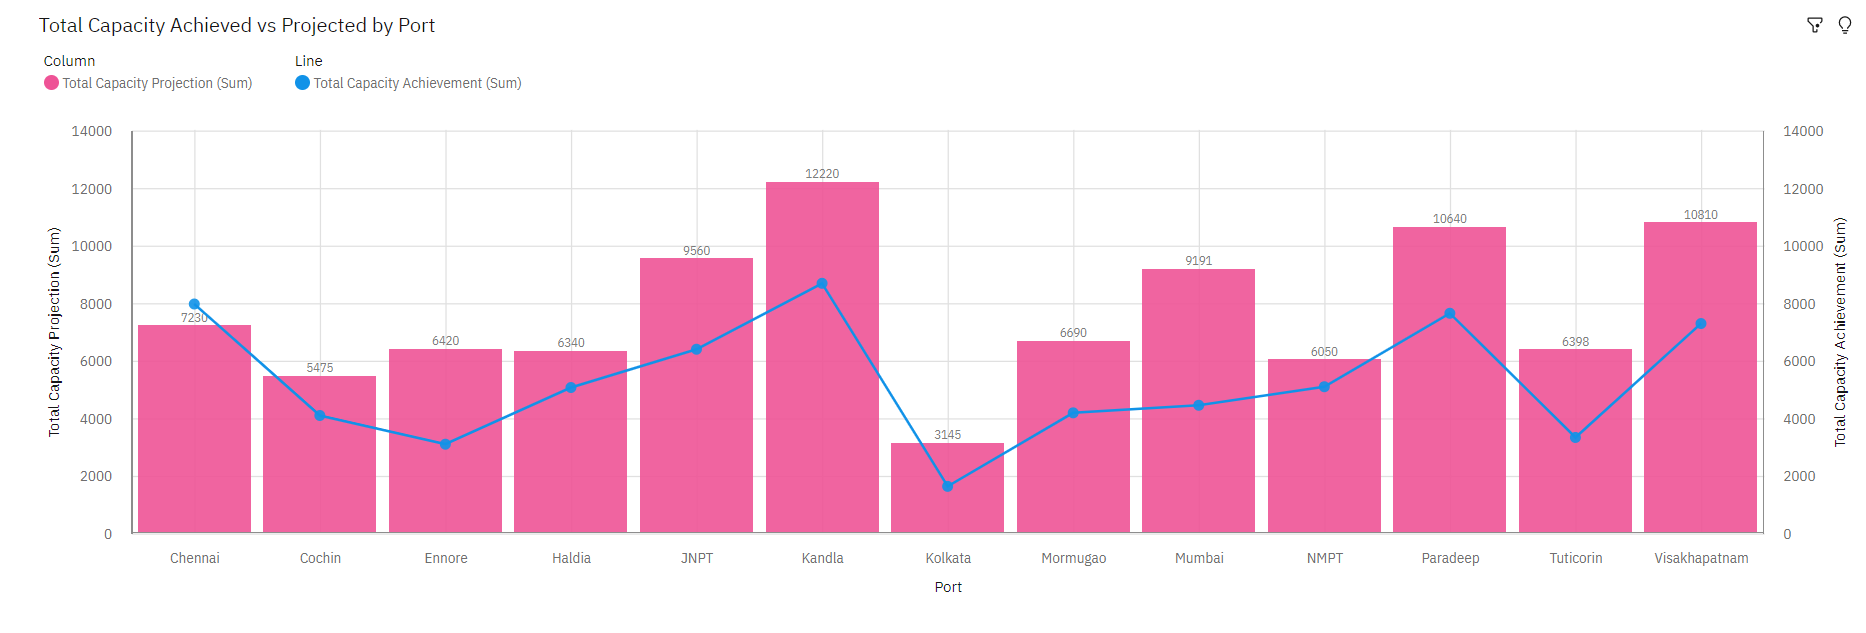 Total Capacity Achieved vs Projected by Port
Column Line
Total Capacity Projection (Sum) Total Capacity Achievement (Sum)
14000 14000
12220
12000 12000
10810
10640
10000 10000
9560
9191
8000 8000
7230
6690
6420 6340 6398
6050
6000 6000
5475
4000 4000
3145
2000 2000
0 0
Total Capacity Projection (Sum)
Total Capacity Achievement (Sum)
Chennai Cochin Ennore Haldia JNPT Kandla Kolkata Mormugao Mumbai NMPT Paradeep Tuticorin Visakhapatnam
Port